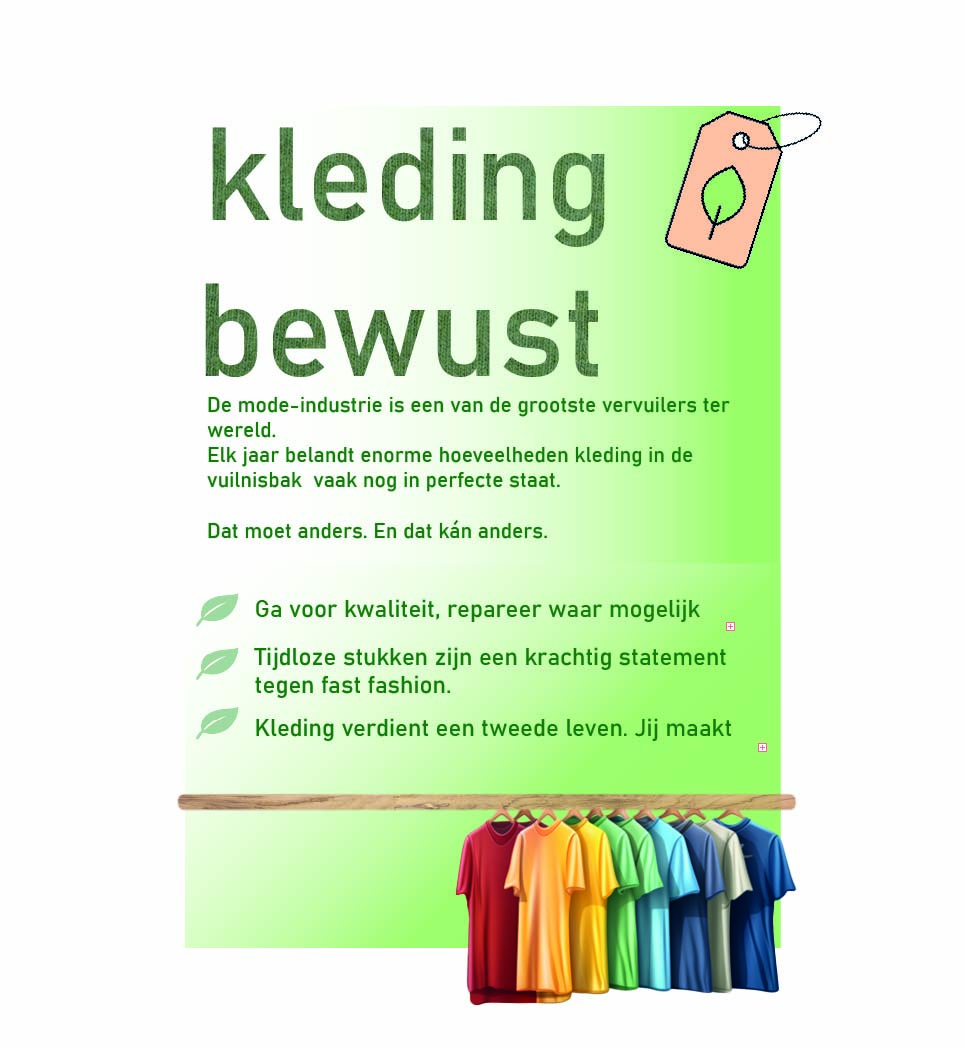 kleding
bewust
De mode-industrie is een van de grootste vervuilers ter
wereld.
Elk jaar belandt enorme hoeveelheden kleding in de
vuilnisbak  vaak nog in perfecte staat.
Dat moet anders. En dat kán anders.
Ga voor kwaliteit, repareer waar mogelijk
Tijdloze stukken zijn een krachtig statement
tegen fast fashion.
Kleding verdient een tweede leven. Jij maakt